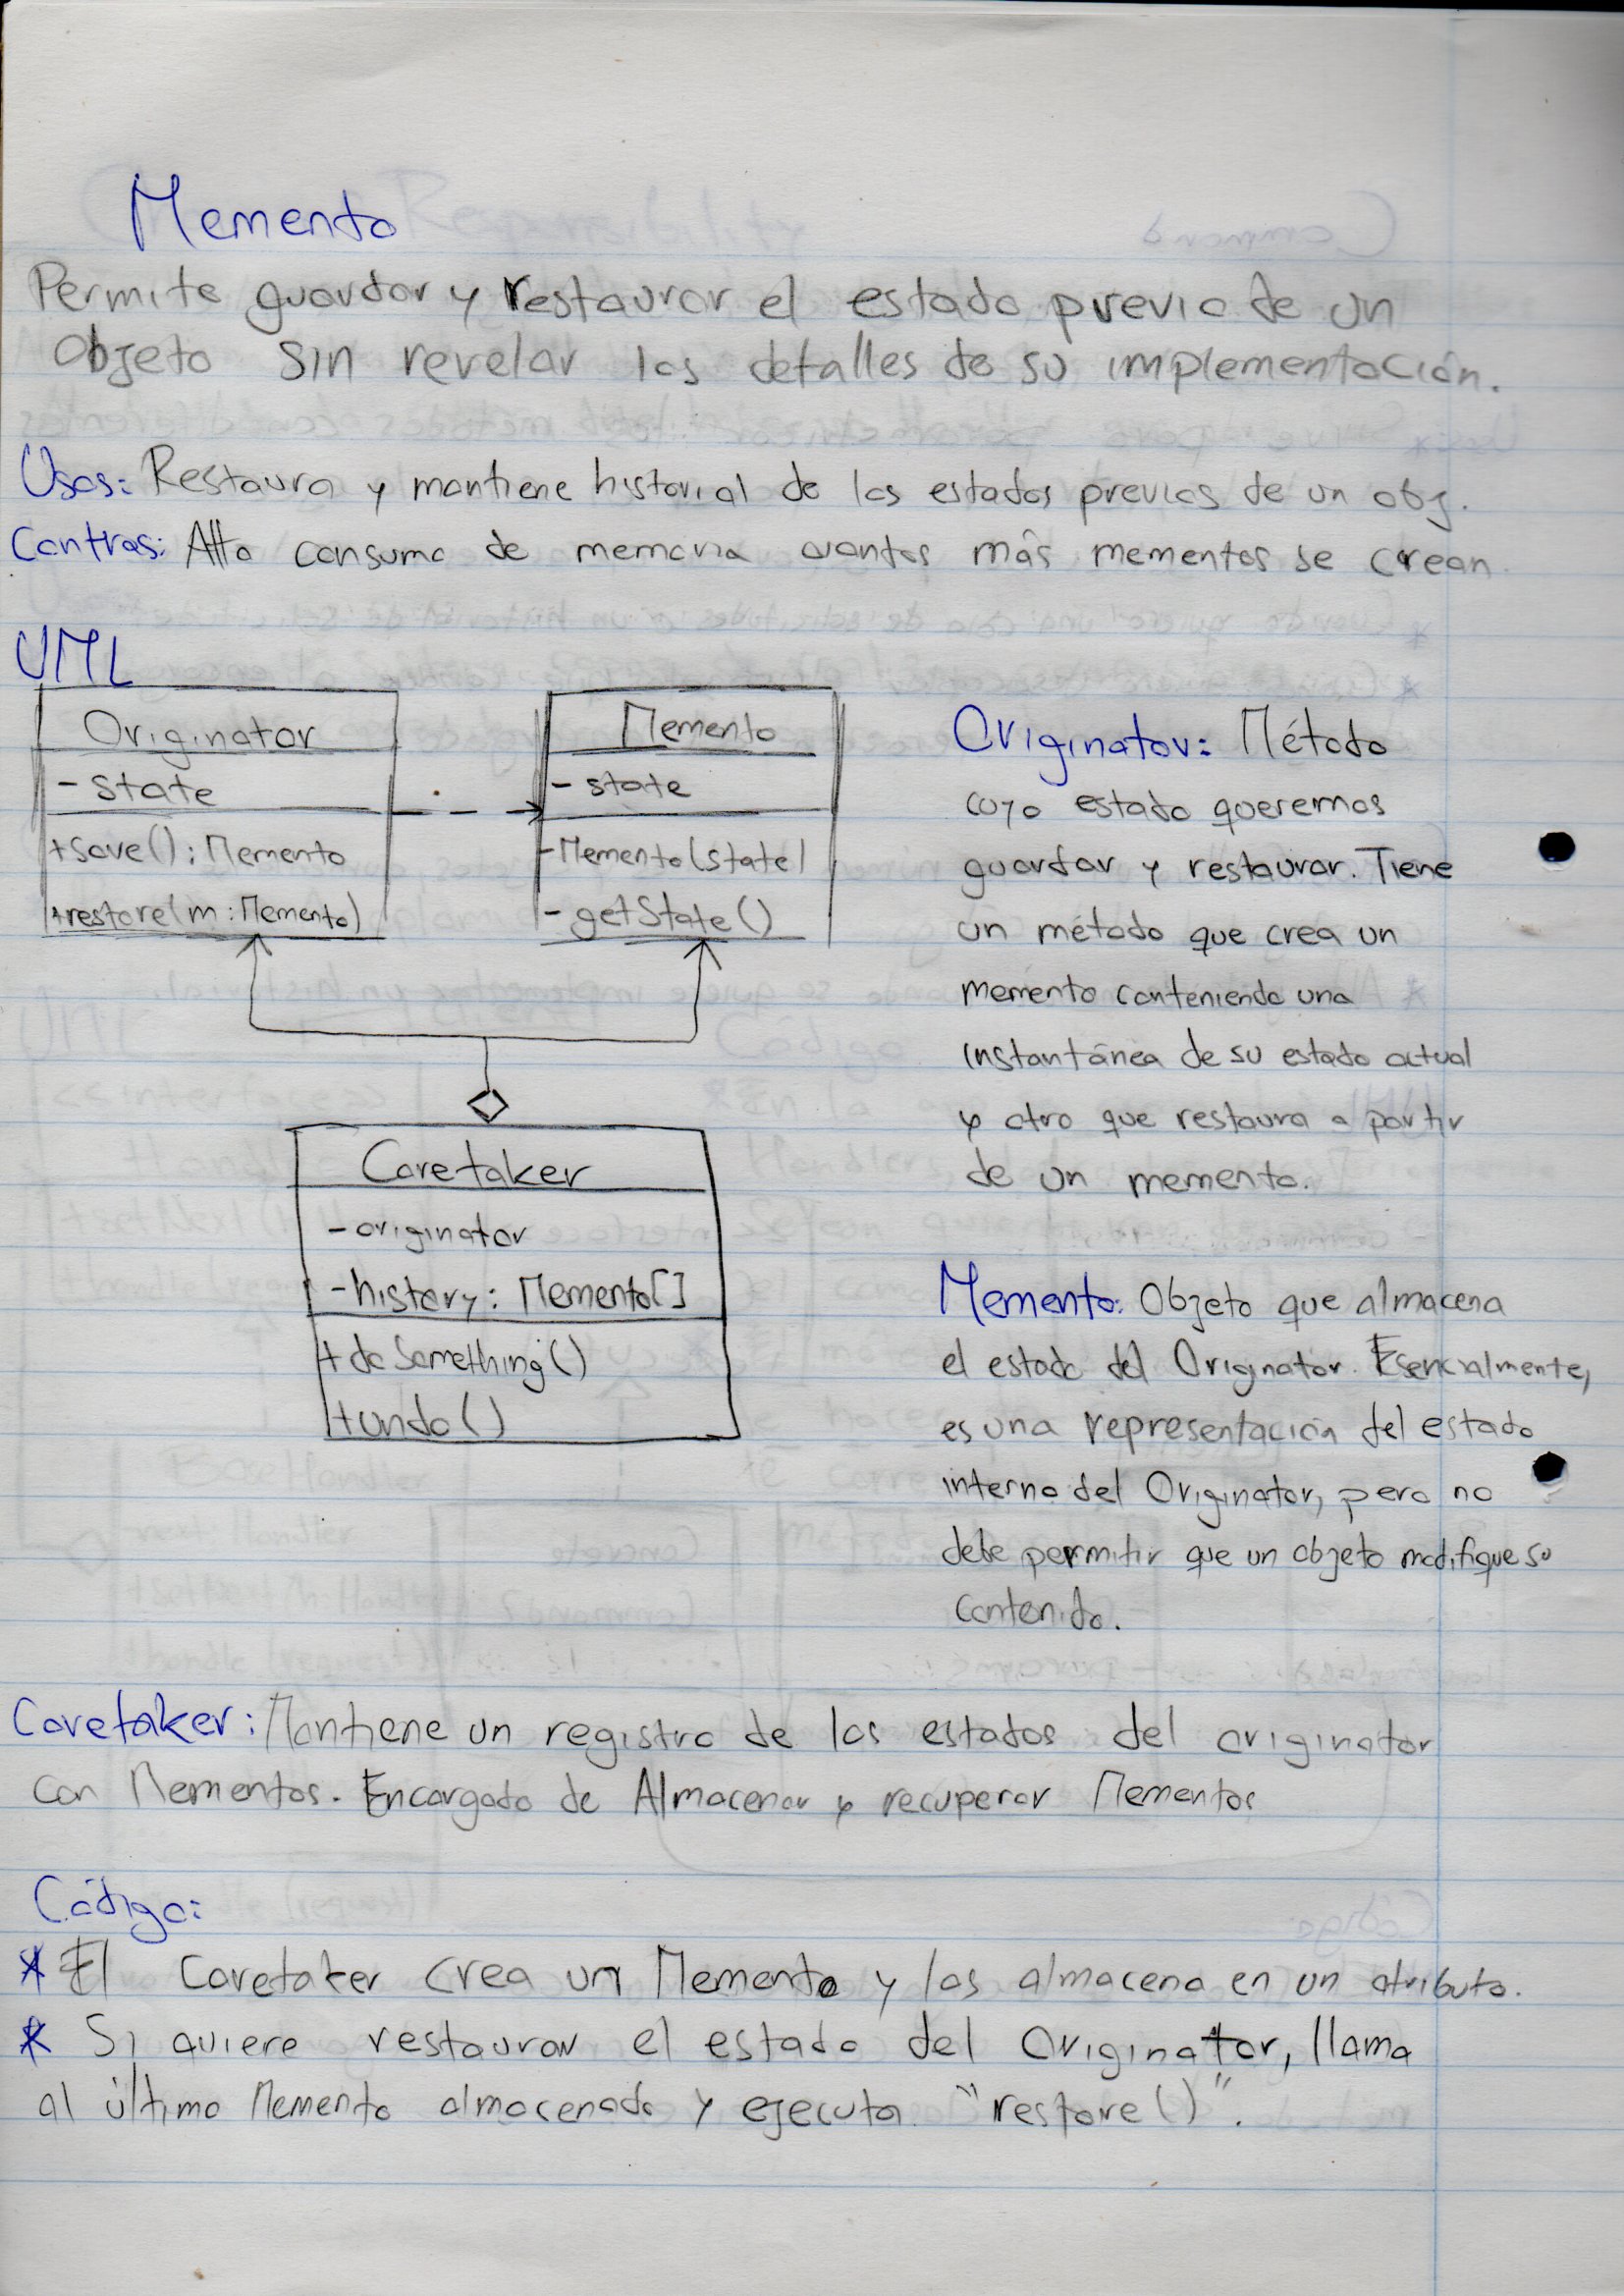 Memento
Permite guardar y restaurar el estado previo de un
Objeto sin revelar los detalles de su implementación.
Usos: Restaura y mantiene historial de los estados previos de un obj.
Contras: Alto consumo de memoria cuantos más mementos se crean.
UML
Originator
- state
+save(): Memento
+restore(m: Memento)
Memento
- state
-Memento(state)
- getState()
Caretaker
-originator
-history: Memento[]
+doSomething()
+undo()
Originator: Método
cuyo estado queremos
guardar y restaurar. Tiene
un método que crea un
memento conteniendo una
instantánea de su estado actual
y otro que restaura a partir
de un memento.
Memento: Objeto que almacena
el estado del Originator. Esencialmente,
es una representación del estado
interno del Originator, pero no
debe permitir que un objeto modifique su
contenido.
Caretaker: Mantiene un registro de los estados del originator
con Mementos. Encargado de Almacenar y recuperar Mementos
Código:
* El Caretaker crea un Memento y los almacena en un atributo.
* Si quiere restaurar el estado del Originator, llama
al último Memento almacenado y ejecuta "restore()".